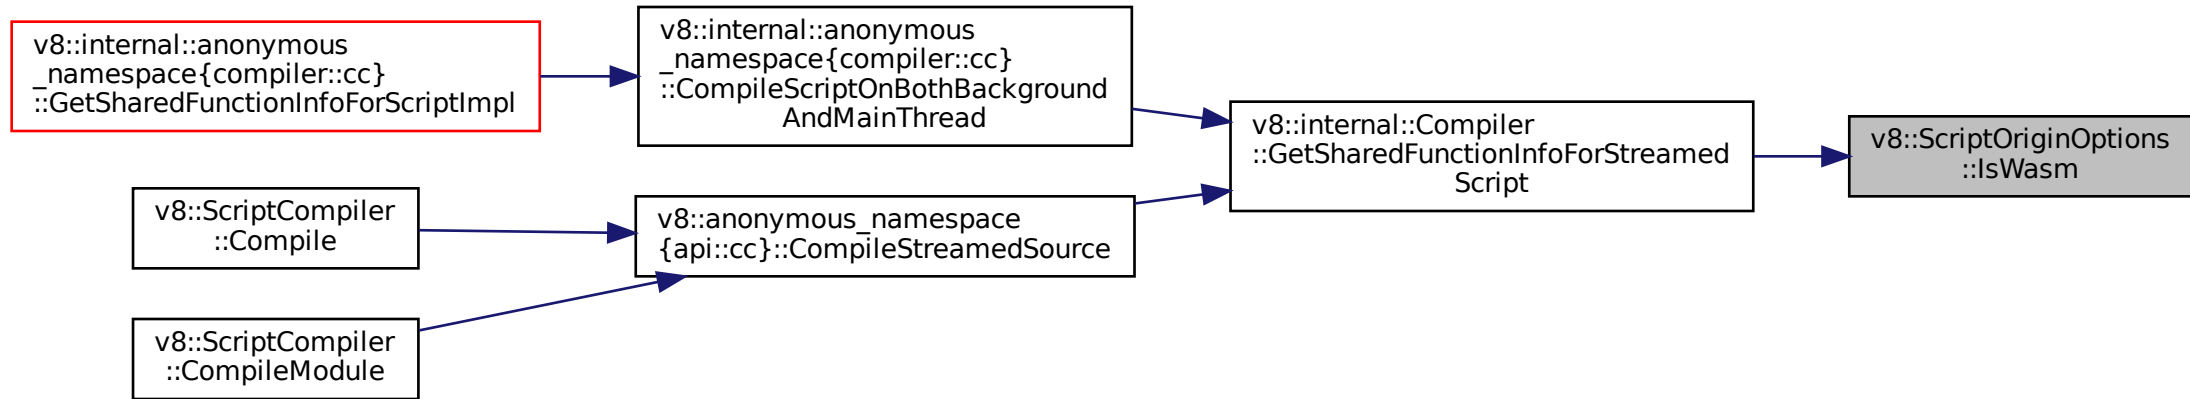 v8::internal::anonymous
_namespace{compiler::cc}
::GetSharedFunctionInfoForScriptImpl
v8::internal::anonymous
_namespace{compiler::cc}
::CompileScriptOnBothBackground
AndMainThread
v8::internal::Compiler
::GetSharedFunctionInfoForStreamed
Script
v8::ScriptOriginOptions
::IsWasm
v8::ScriptCompiler
::Compile
v8::anonymous_namespace
{api::cc}::CompileStreamedSource
v8::ScriptCompiler
::CompileModule